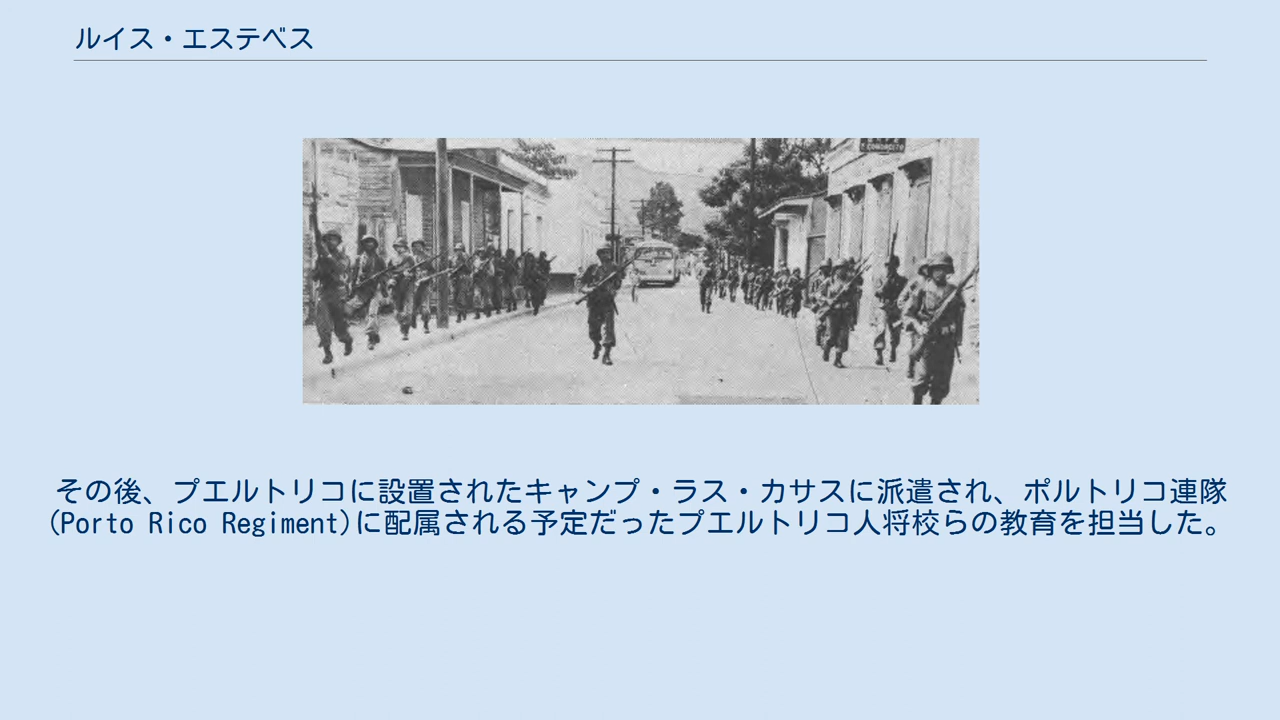 ルイス・エステベス
その後、プエルトリコに設置されたキャンプ・ラス・カサスに派遣され、ポルトリコ連隊
(Porto Rico Regiment)に配属される予定だったプエルトリコ人将校らの教育を担当した。